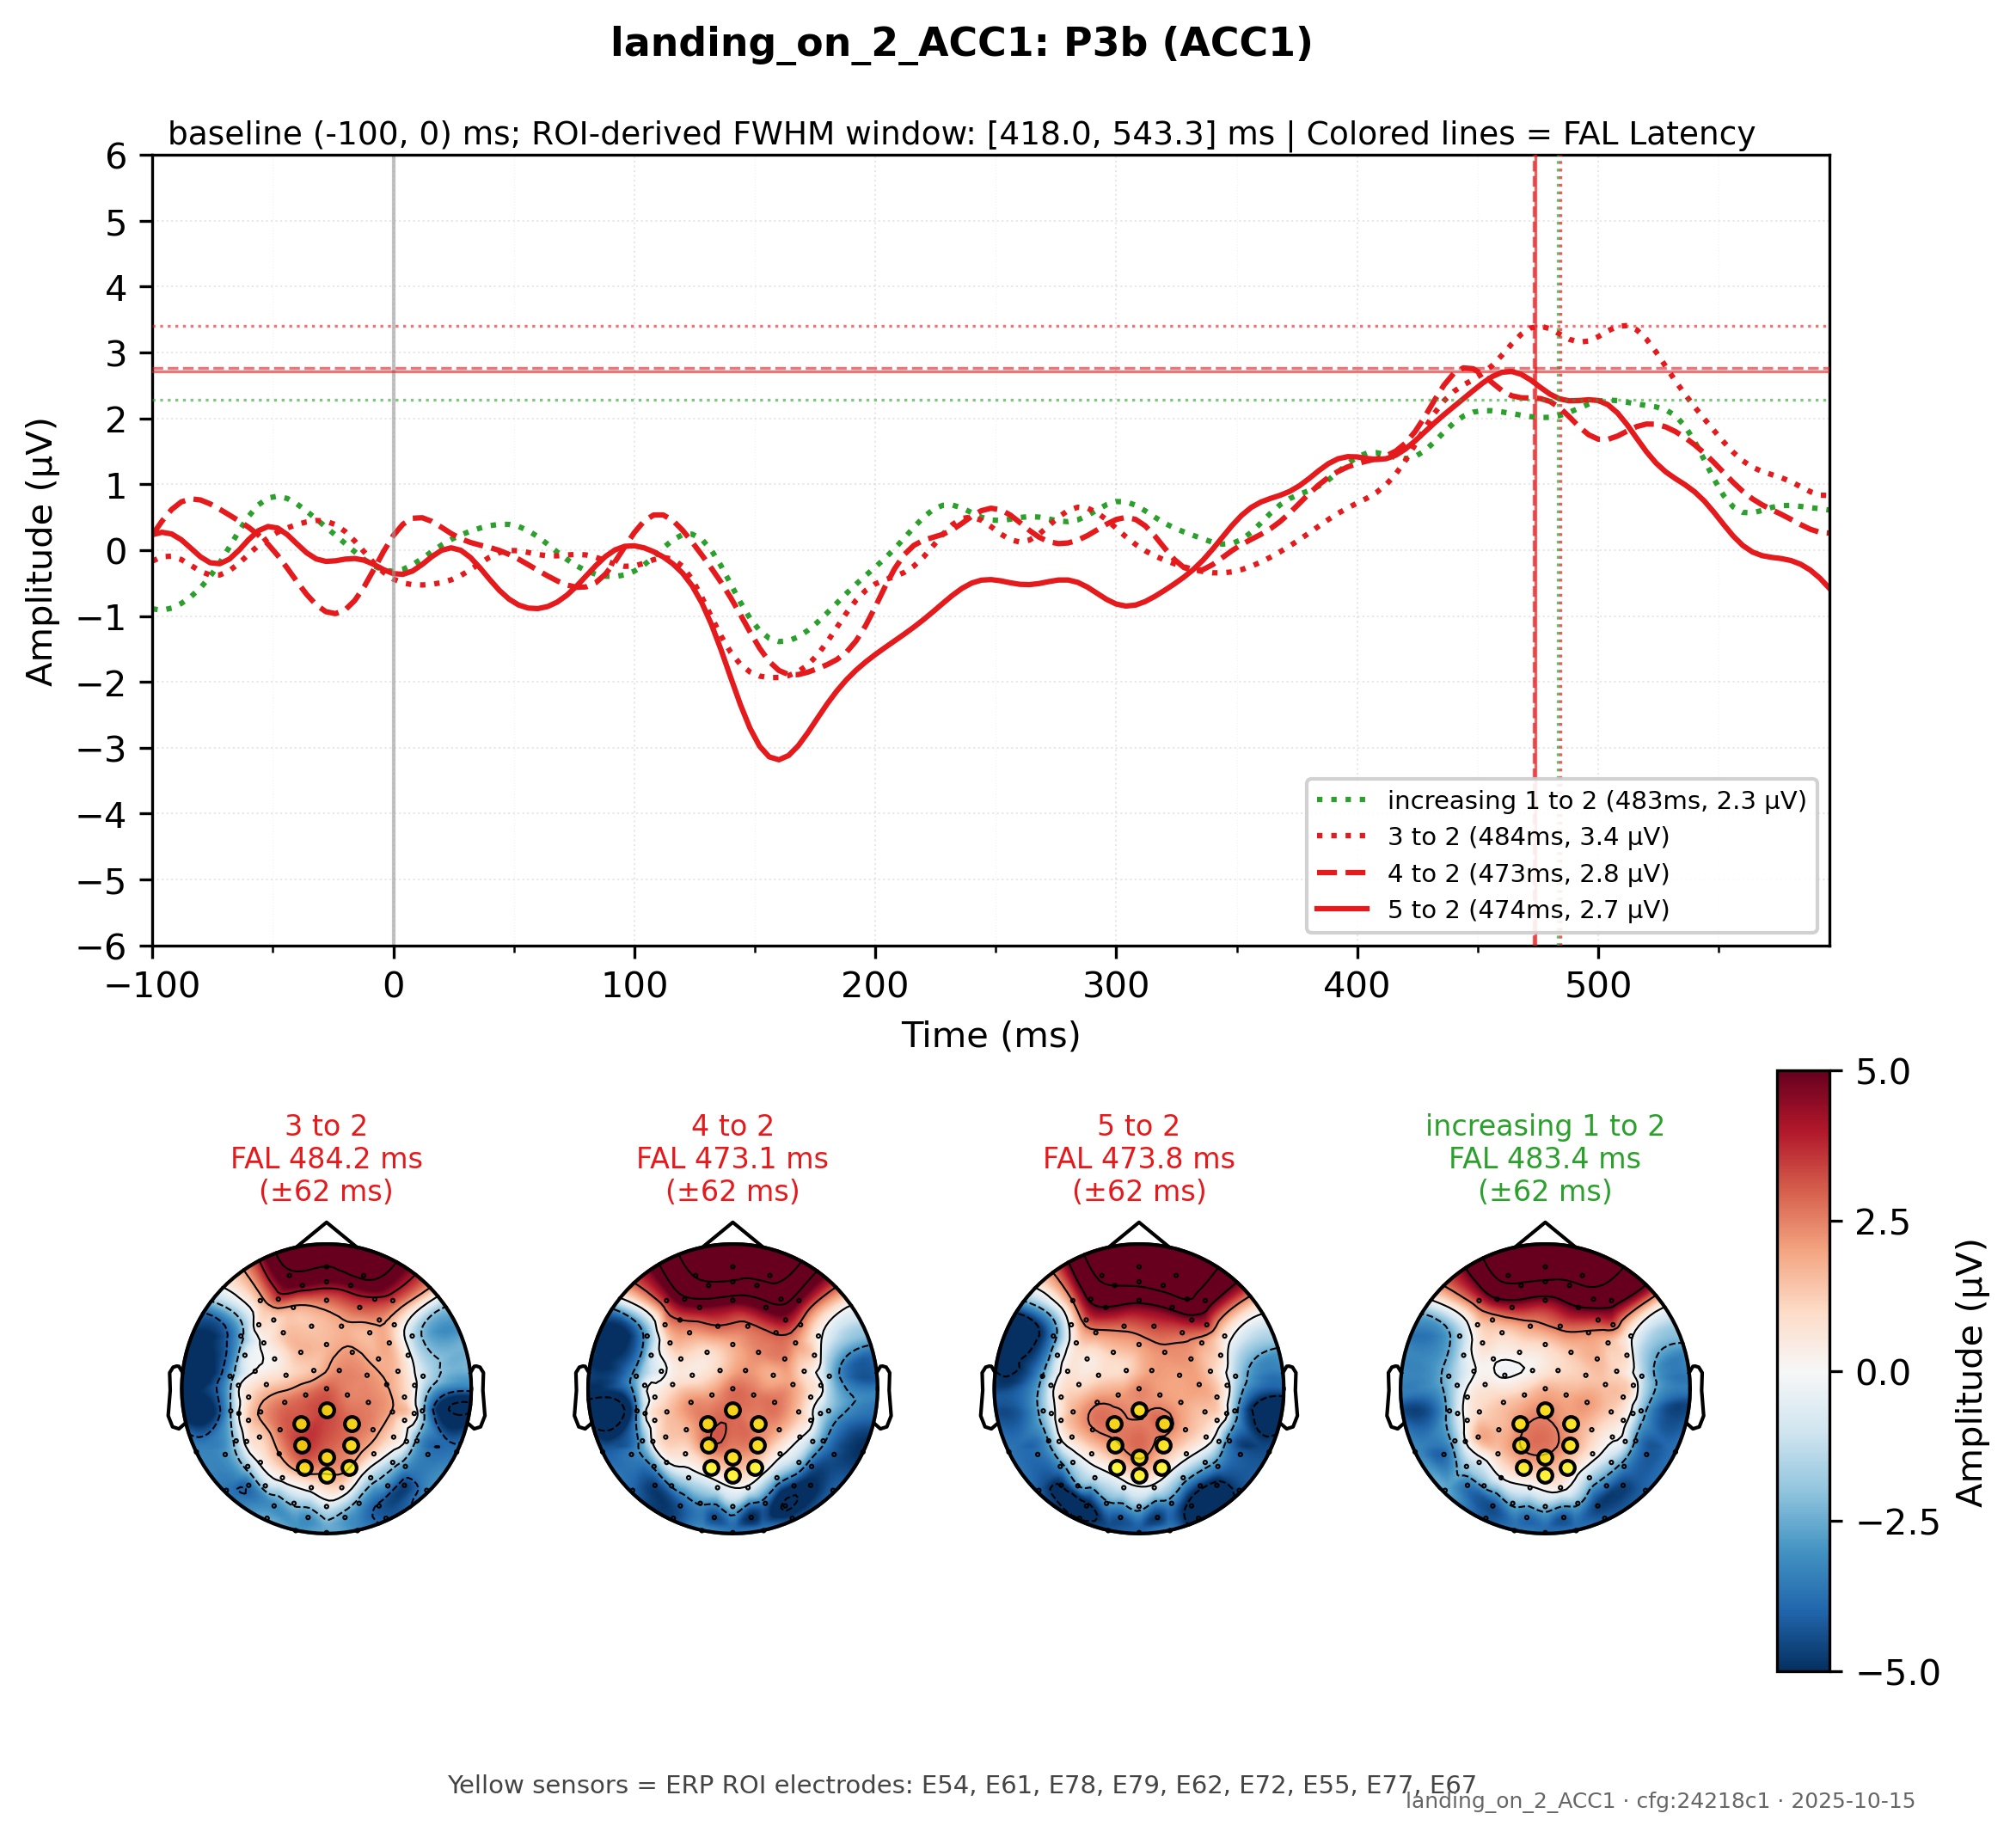 landing_on_2_ACC1: P3b (ACC1)
baseline (-100, 0) ms; ROI-derived FWHM window: [418.0, 543.3] ms | Colored lines = FAL Latency
Amplitude (µV)
6
5
4
3
2
1
0
−1
−2
−3
−4
−5
−6
increasing 1 to 2 (483ms, 2.3 µV)
3 to 2 (484ms, 3.4 µV)
4 to 2 (473ms, 2.8 µV)
5 to 2 (474ms, 2.7 µV)
−100 0 100 200 300 400 500
Time (ms)
3 to 2
FAL 484.2 ms
(±62 ms)
4 to 2
FAL 473.1 ms
(±62 ms)
5 to 2
FAL 473.8 ms
(±62 ms)
increasing 1 to 2
FAL 483.4 ms
(±62 ms)
5.0
2.5
0.0
−2.5
−5.0
Amplitude (µV)
Yellow sensors = ERP ROI electrodes: E54, E61, E78, E79, E62, E72, E55, E77, E67
landing_on_2_ACC1 · cfg:24218c1 · 2025-10-15